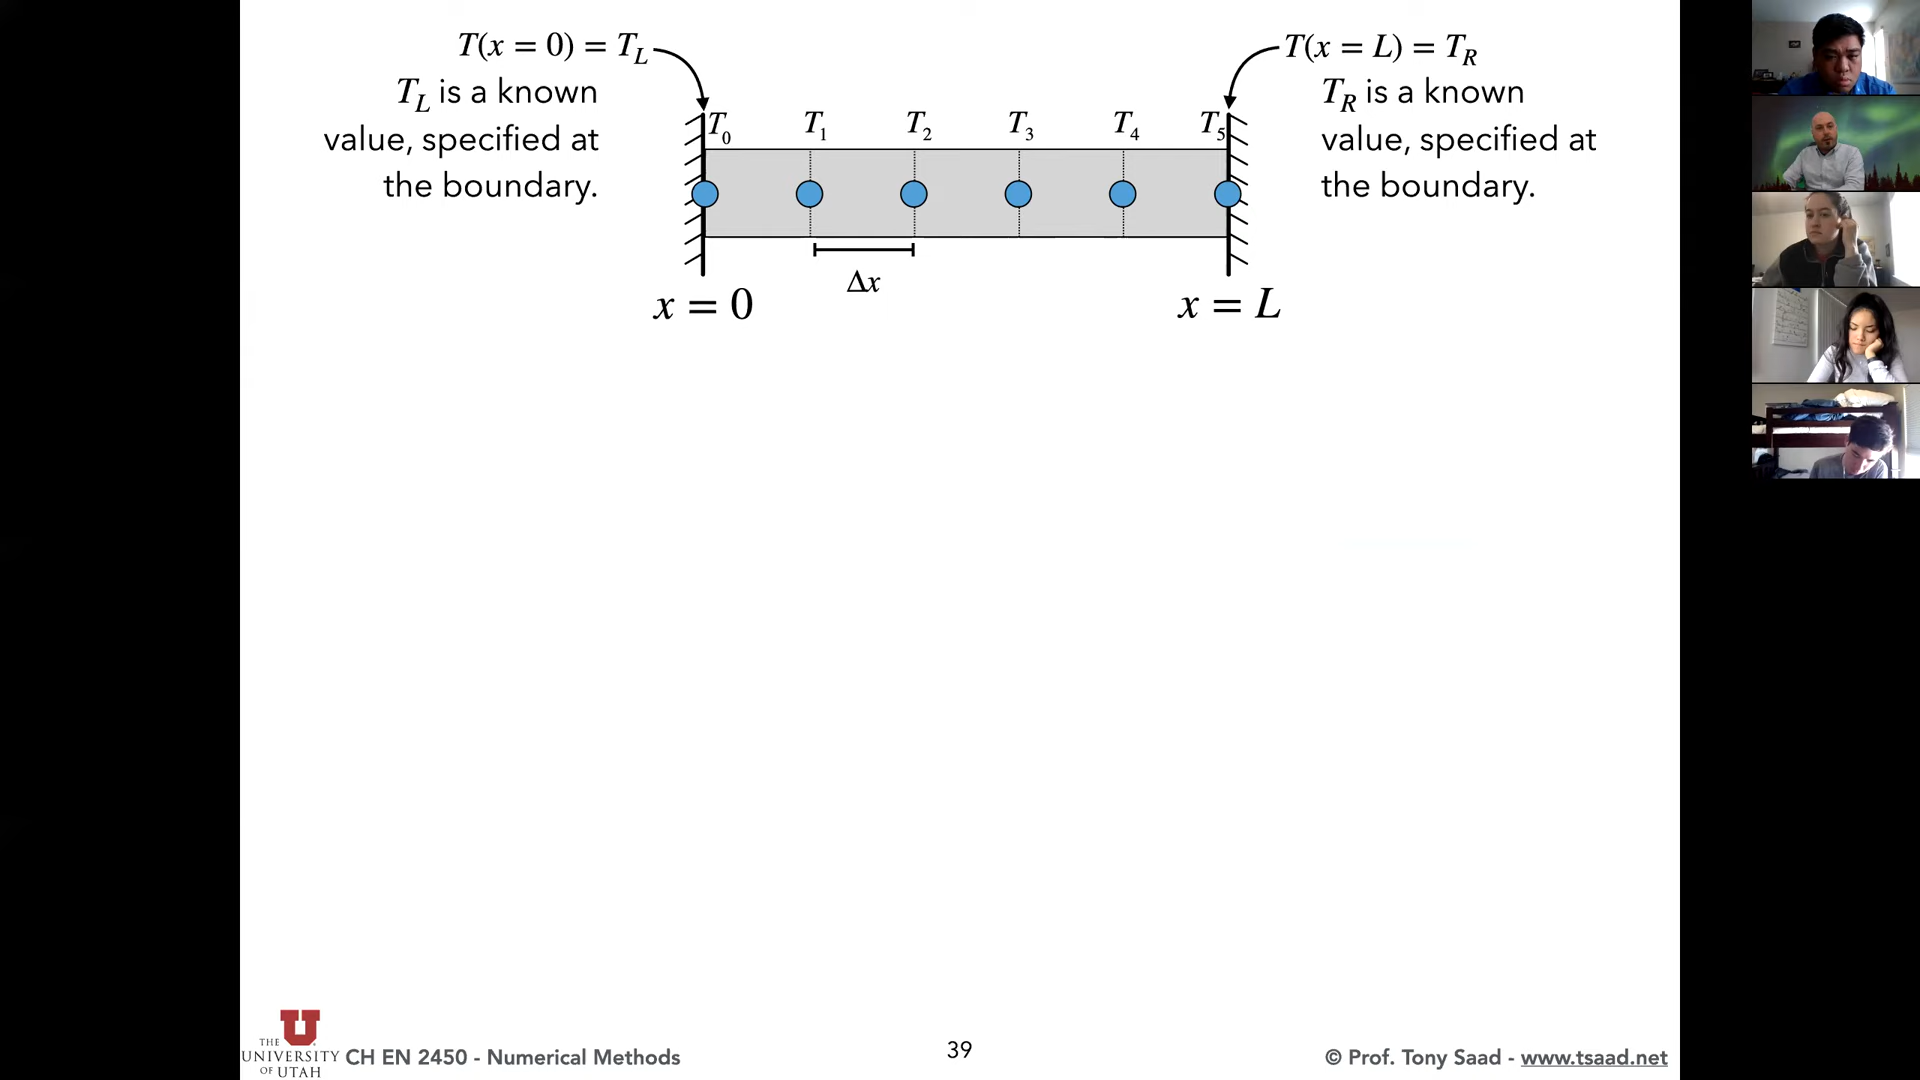 T(x = 0) = T_L
T_L is a known
value, specified at
the boundary.
T(x = L) = T_R
T_R is a known
value, specified at
the boundary.
T_0 T_1 T_2 T_3 T_4 T_5
Δx
x = 0
x = L
THE
UNIVERSITY
OF UTAH
CH EN 2450 - Numerical Methods
39
© Prof. Tony Saad - www.tsaad.net